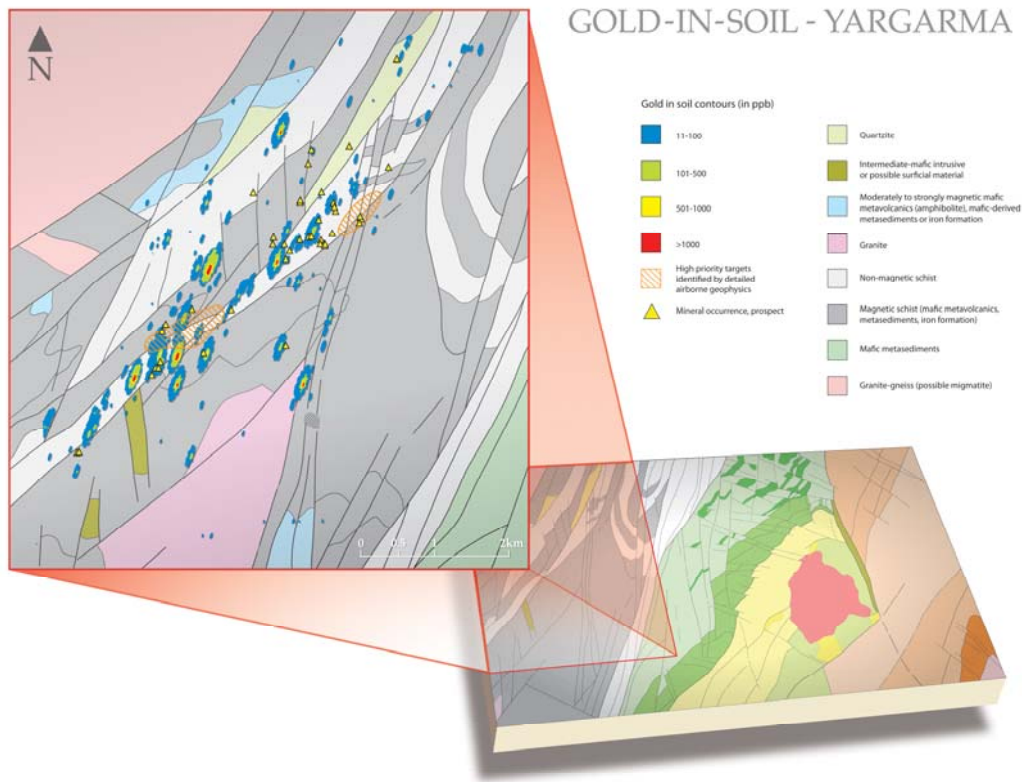 GOLD-IN-SOIL - YARGARMA
N
0 0.5 1 2km
Gold in soil contours (in ppb)
11-100
101-500
501-1000
>1000
High priority targets
identified by detailed
airborne geophysics
Mineral occurrence, prospect
Quartzite
Intermediate-mafic intrusive
or possible surficial material
Moderately to strongly magnetic mafic
metavolcanics (amphibolite), mafic-derived
metasediments or iron formation
Granite
Non-magnetic schist
Magnetic schist (mafic metavolcanics,
metasediments, iron formation)
Mafic metasediments
Granite-gneiss (possible migmatite)